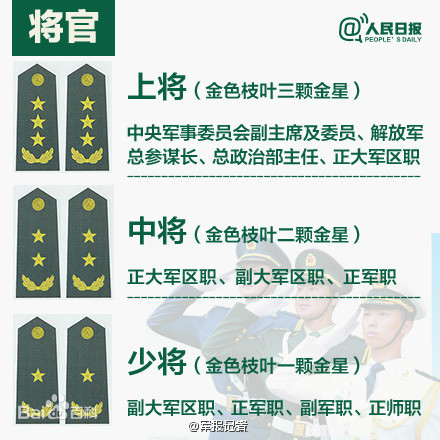 将官
@人民日报
PEOPLE'S DAILY
上将（金色枝叶三颗金星）
中央军事委员会副主席及委员、解放军
总参谋长、总政治部主任、正大军区职
中将（金色枝叶二颗金星）
正大军区职、副大军区职、正军职
少将（金色枝叶一颗金星）
副大军区职、正军职、副军职、正师职
Bai 百科
@军报记者